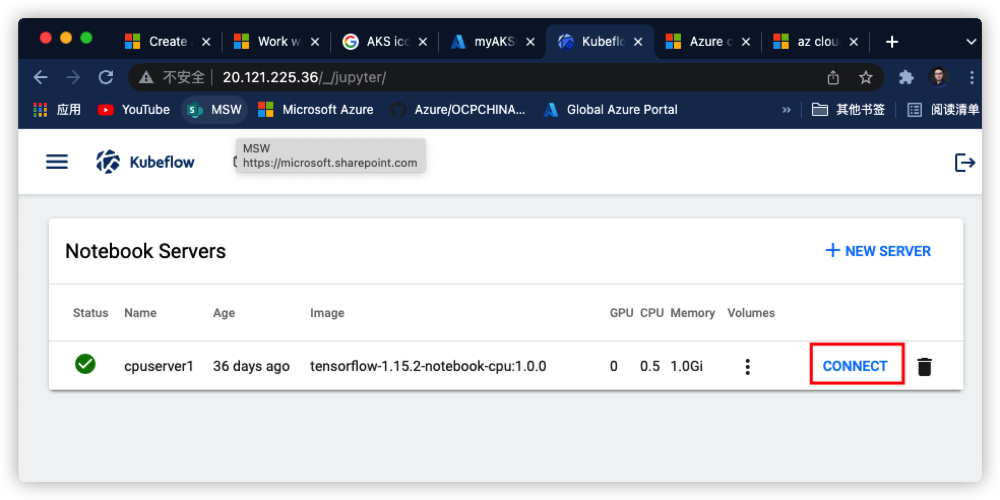 Create a
Work wi
AKS ico
myAKS
Kubeflo
Azure c
az clou
不安全
20.121.225.36/_/jupyter/
应用
YouTube
MSW
Microsoft Azure
Azure/OCPCHINA...
Global Azure Portal
»
其他书签
阅读清单
Kubeflow
MSW
https://microsoft.sharepoint.com
Notebook Servers
+ NEW SERVER
Status Name Age Image GPU CPU Memory Volumes
cpuserver1 36 days ago tensorflow-1.15.2-notebook-cpu:1.0.0 0 0.5 1.0Gi CONNECT